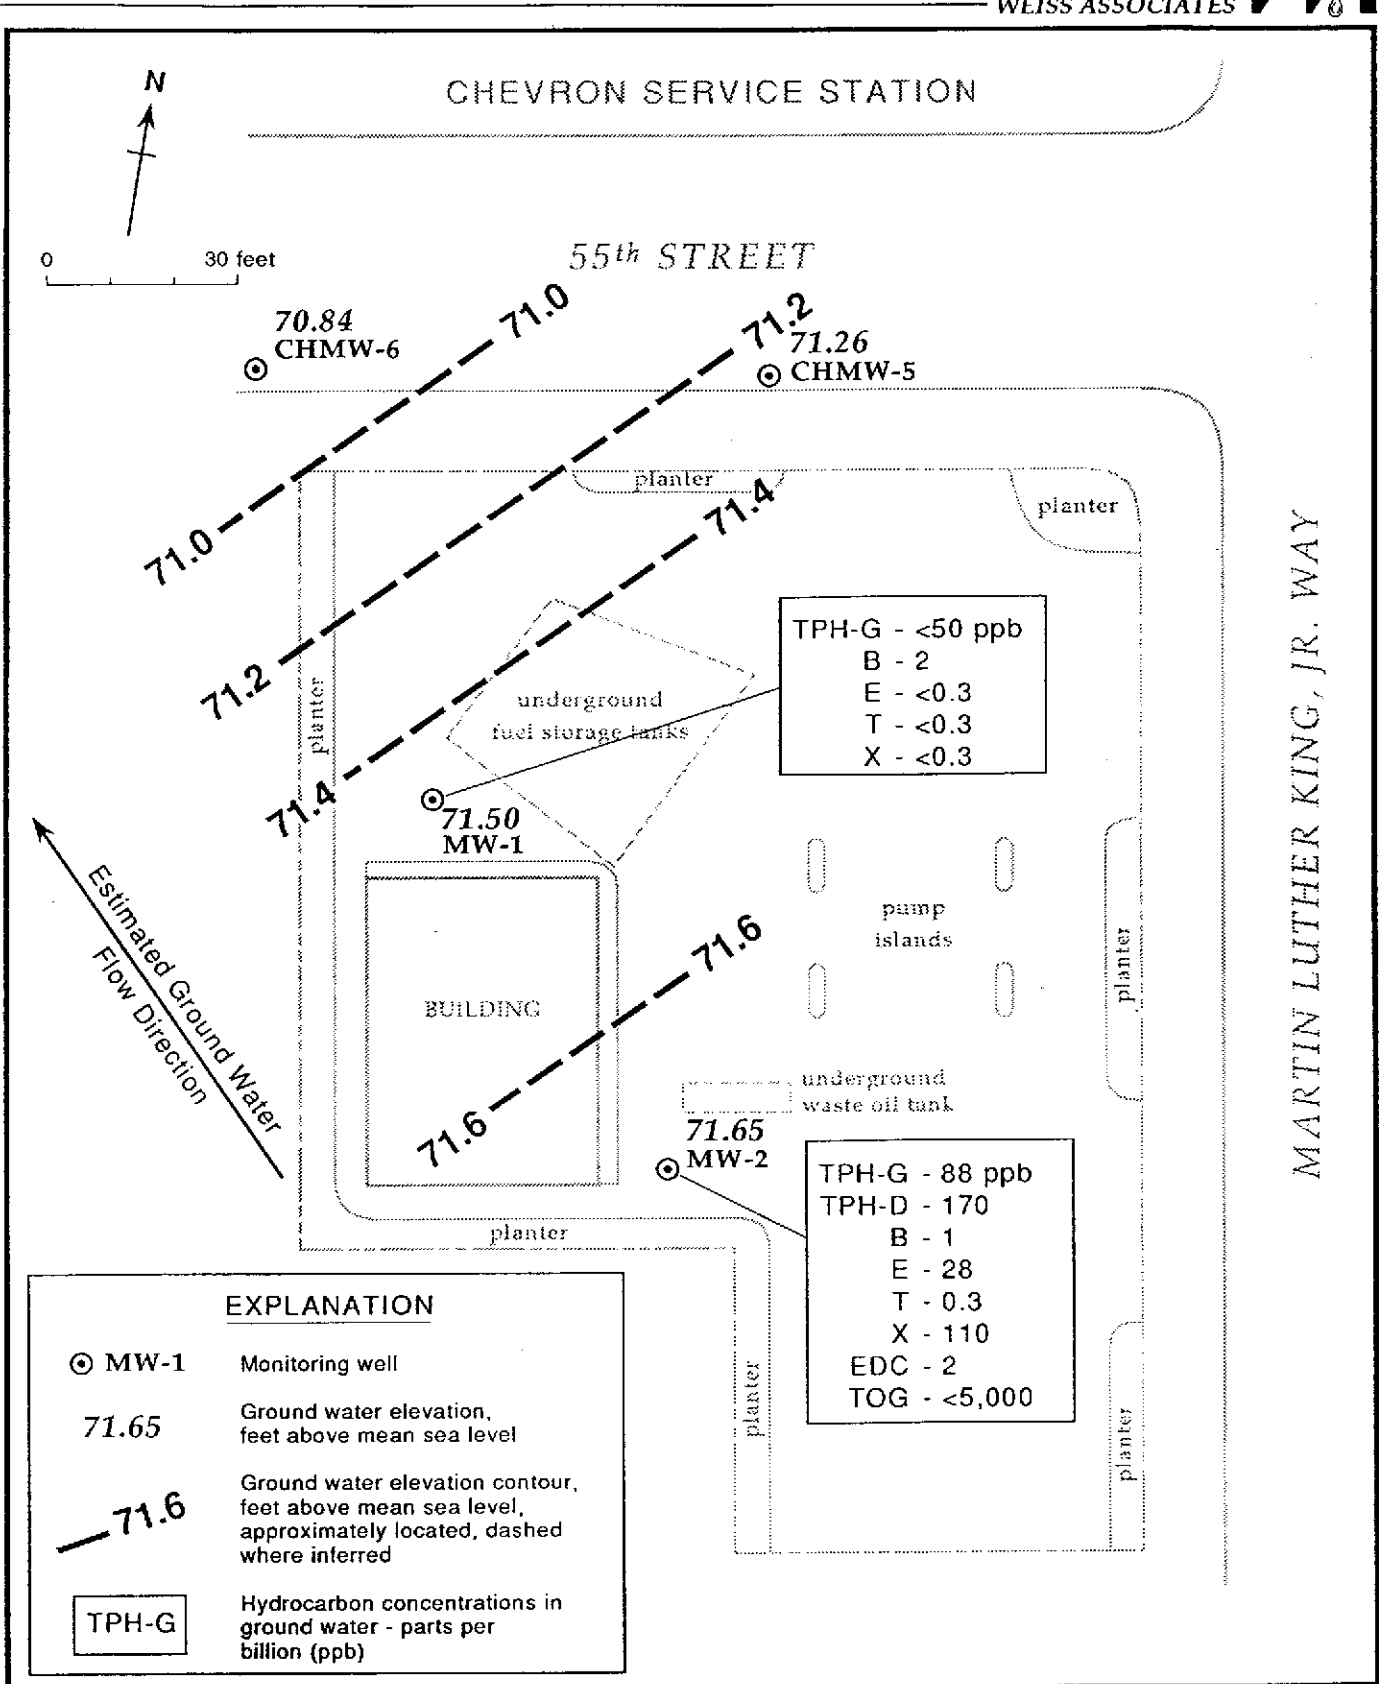 WEISS ASSOCIATES
N
CHEVRON SERVICE STATION
55th STREET
0 30 feet
70.84
CHMW-6
71.0
71.2
71.26
CHMW-5
planter
planter
71.4
71.0
TPH-G - <50 ppb
B - 2
E - <0.3
T - <0.3
X - <0.3
71.2
planter
underground
fuel storage tanks
71.4
71.50
MW-1
MARTIN LUTHER KING, JR. WAY
Estimated Ground Water
Flow Direction
pump
islands
planter
71.6
BUILDING
underground
waste oil tank
71.6
71.65
MW-2
TPH-G - 88 ppb
TPH-D - 170
B - 1
E - 28
T - 0.3
X - 110
EDC - 2
TOG - <5,000
planter
planter
planter
EXPLANATION
MW-1 Monitoring well
71.65 Ground water elevation,
feet above mean sea level
71.6 Ground water elevation contour,
feet above mean sea level,
approximately located, dashed
where inferred
TPH-G Hydrocarbon concentrations in
ground water - parts per
billion (ppb)